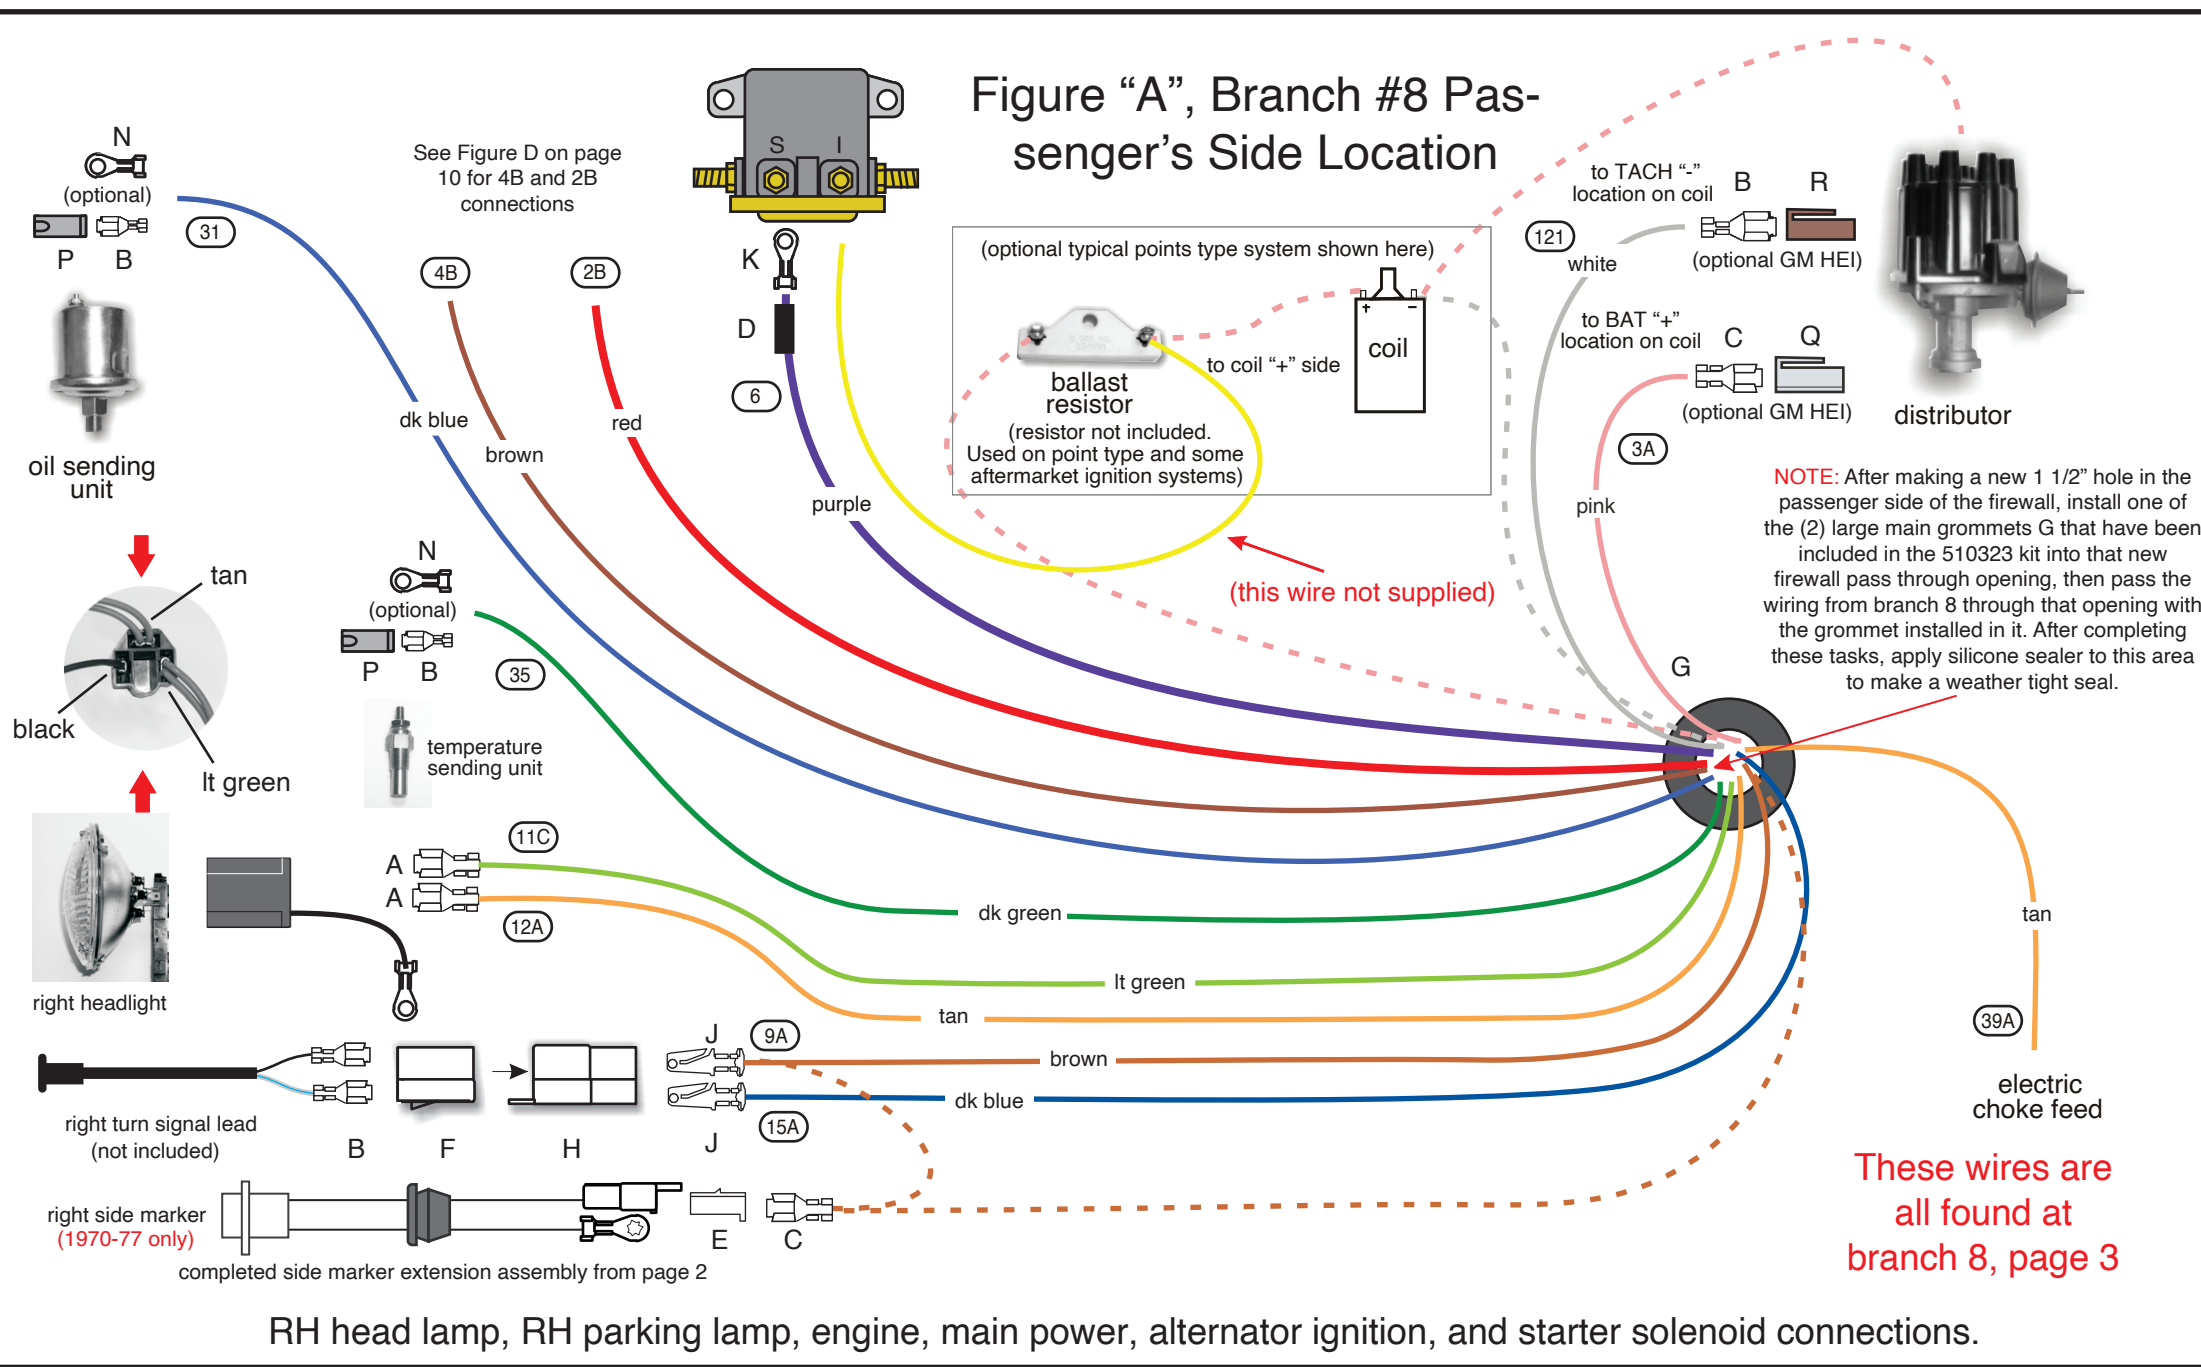 Figure “A”, Branch #8 Pas-
senger’s Side Location
N
(optional)
P B
31
oil sending
unit
See Figure D on page
10 for 4B and 2B
connections
4B
2B
S I
K
D
6
(optional typical points type system shown here)
+ −
coil
to coil “+” side
ballast
resistor
(resistor not included.
Used on point type and some
aftermarket ignition systems)
to TACH “-”
location on coil
B R
121
white
(optional GM HEI)
to BAT “+”
location on coil
C Q
(optional GM HEI)
3A
pink
distributor
dk blue
brown
red
purple
(this wire not supplied)
NOTE: After making a new 1 1/2” hole in the
passenger side of the firewall, install one of
the (2) large main grommets G that have been
included in the 510323 kit into that new
firewall pass through opening, then pass the
wiring from branch 8 through that opening with
the grommet installed in it. After completing
these tasks, apply silicone sealer to this area
to make a weather tight seal.
G
tan
black
lt green
N
(optional)
P B
35
temperature
sending unit
right headlight
A
11C
A
12A
dk green
lt green
tan
tan
39A
electric
choke feed
J
9A
brown
dk blue
15A
J
right turn signal lead
(not included)
B F H
right side marker
(1970-77 only)
E C
completed side marker extension assembly from page 2
These wires are
all found at
branch 8, page 3
RH head lamp, RH parking lamp, engine, main power, alternator ignition, and starter solenoid connections.